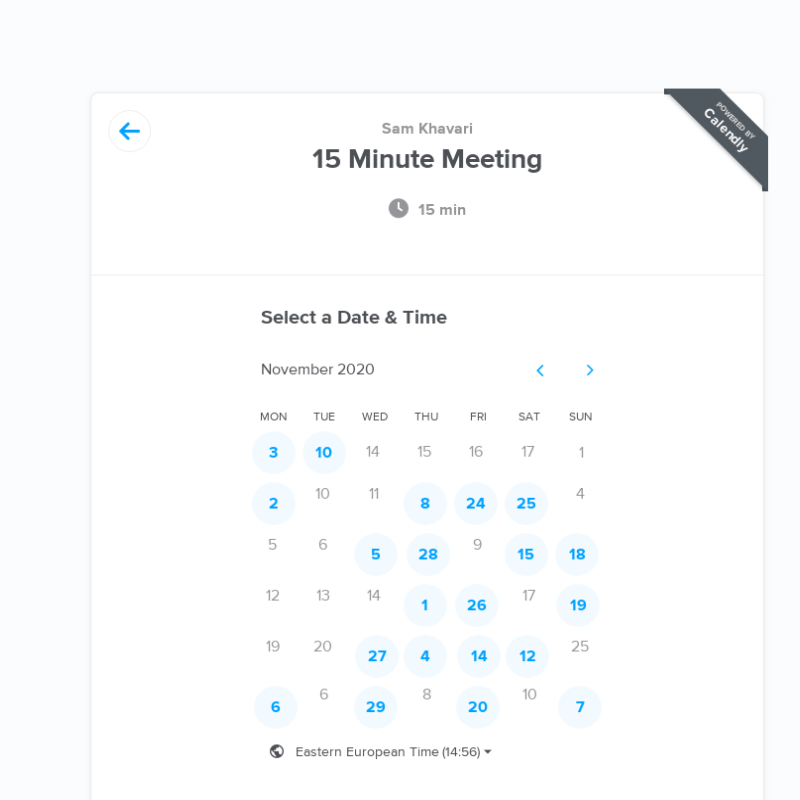 POWERED BY
Calendly
Sam Khavari
15 Minute Meeting
15 min
Select a Date & Time
November 2020
MON TUE WED THU FRI SAT SUN
3 10 14 15 16 17 1
2 10 11 8 24 25 4
5 6 5 28 9 15 18
12 13 14 1 26 17 19
19 20 27 4 14 12 25
6 6 29 8 20 10 7
Eastern European Time (14:56)